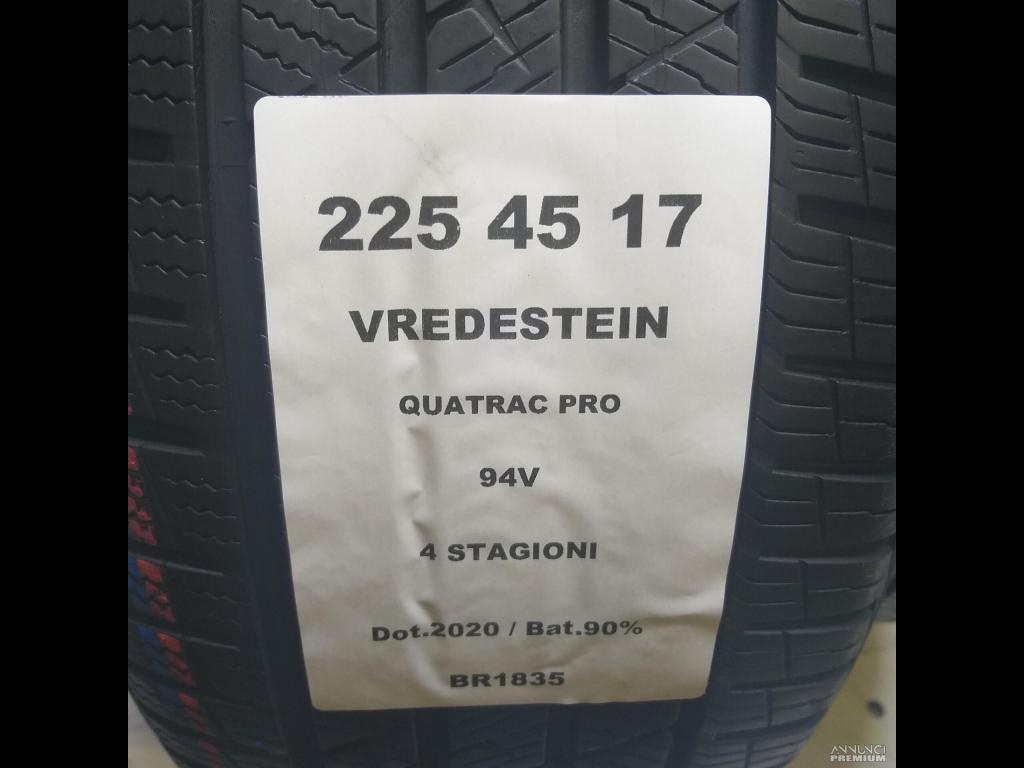 225 45 17
VREDESTEIN
QUATRAC PRO
94V
4 STAGIONI
Dot.2020 / Bat.90%
BR1835
ANNUNCI
PREMIUM